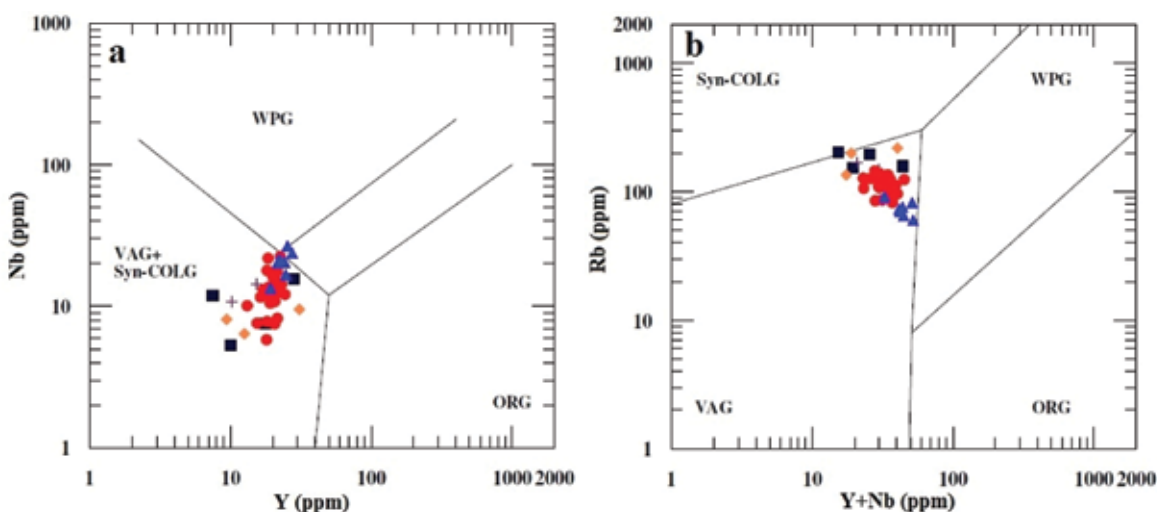 1000
a
WPG
100
Nb (ppm)
VAG+
Syn-COLG
10
ORG
1
1 10 100 1000 2000
Y (ppm)
2000
b
1000
Syn-COLG
WPG
100
Rb (ppm)
10
VAG
ORG
1
1 10 100 1000 2000
Y+Nb (ppm)